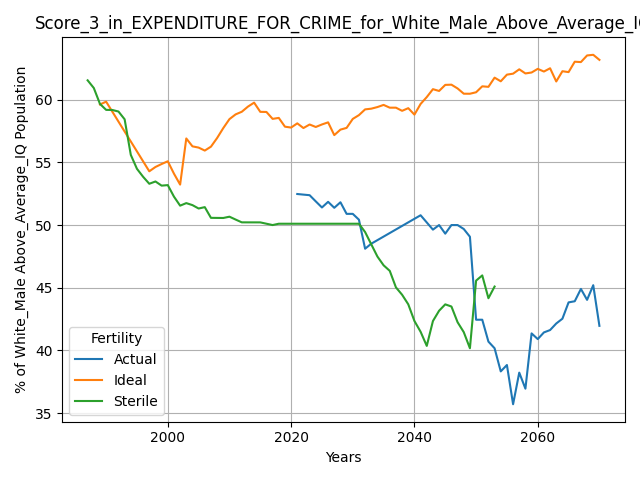 Score_3_in_EXPENDITURE_FOR_CRIME_for_White_Male_Above_Average_IQ
% of White_Male Above_Average_IQ Population
60
55
50
45
40
35
Fertility
Actual
Ideal
Sterile
2000
2020
2040
2060
Years